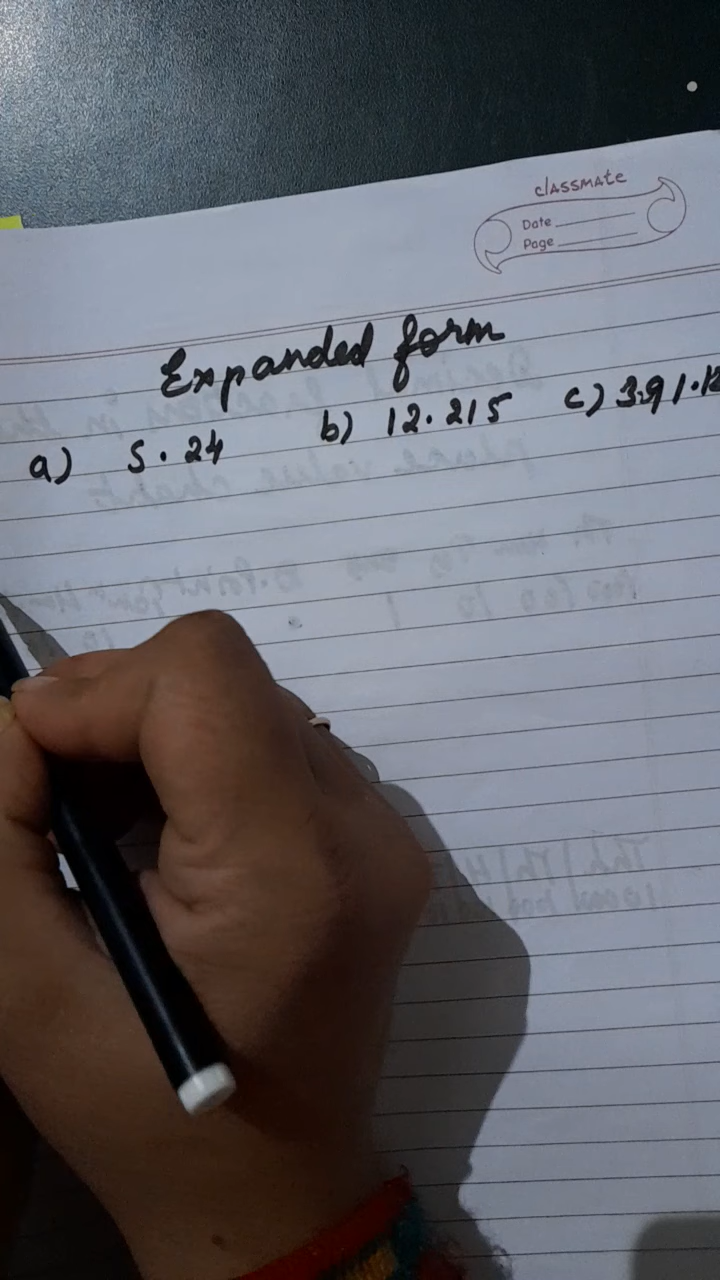 classmate
Date
Page
Expanded form
a) 5.24 b) 12.215 c)